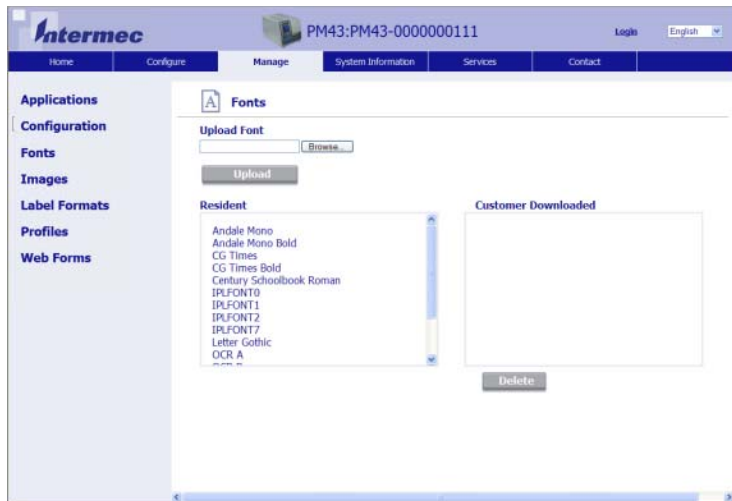 Intermec
PM43:PM43-0000000111
Login
English
Home
Configure
Manage
System Information
Services
Contact
Applications
Configuration
Fonts
Images
Label Formats
Profiles
Web Forms
A Fonts
Upload Font
Browse...
Upload
Resident
Andale Mono
Andale Mono Bold
CG Times
CG Times Bold
Century Schoolbook Roman
IPLFONT0
IPLFONT1
IPLFONT2
IPLFONT7
Letter Gothic
OCR A
Customer Downloaded
Delete